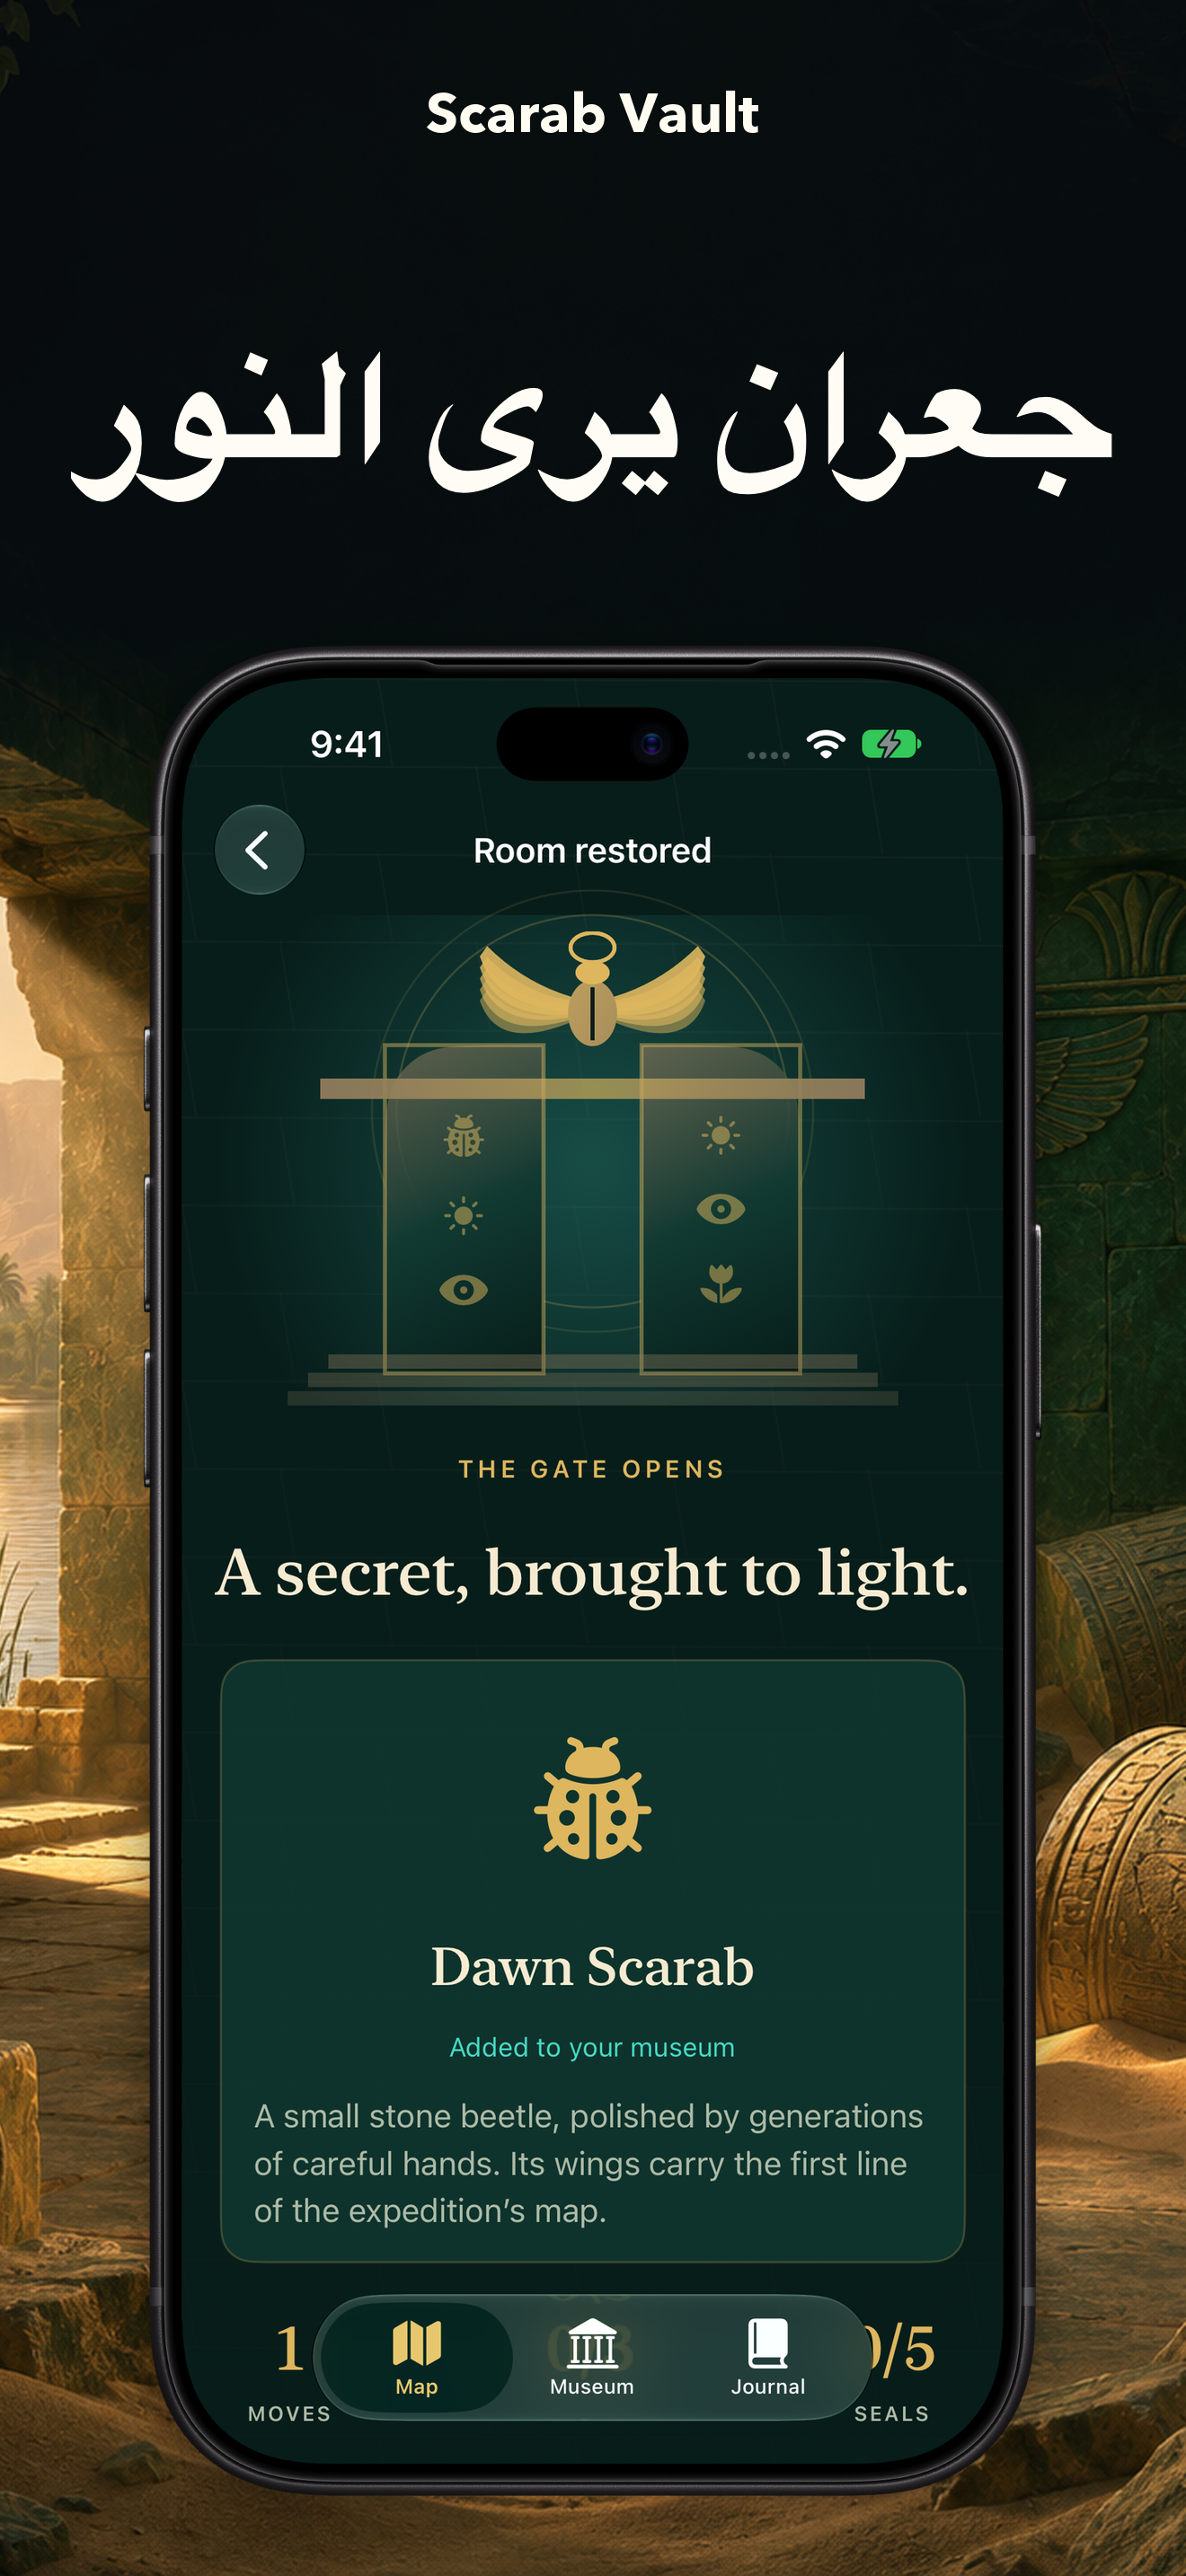 Scarab Vault
جعران يرى النور
9:41
Room restored
THE GATE OPENS
A secret, brought to light.
Dawn Scarab
Added to your museum
A small stone beetle, polished by generations
of careful hands. Its wings carry the first line
of the expedition’s map.
1
/5
Map
Museum
Journal
MOVES
SEALS